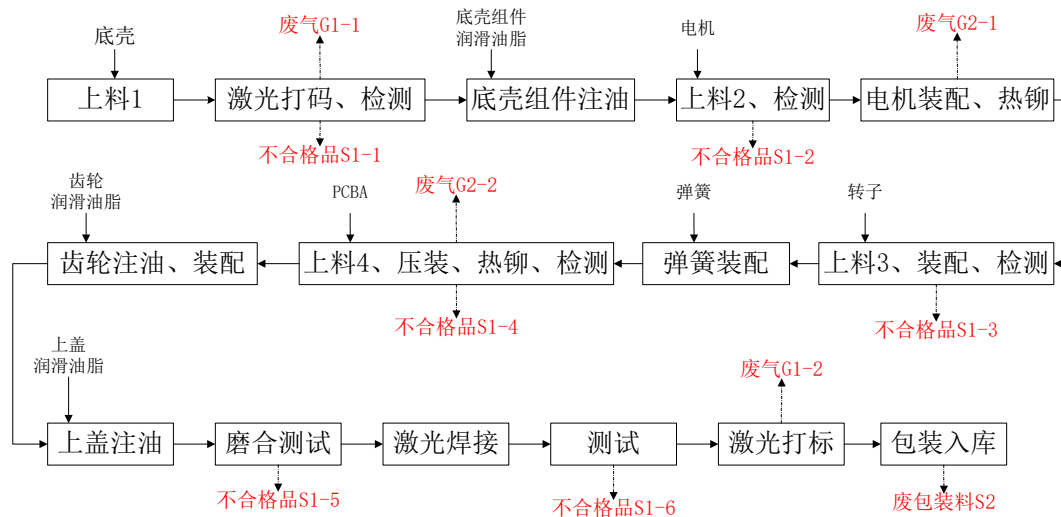 底壳
废气G1-1
底壳组件
润滑油脂
电机
废气G2-1
上料1
激光打码、检测
底壳组件注油
上料2、检测
电机装配、热铆
不合格品S1-1
不合格品S1-2
齿轮
润滑油脂
PCBA
废气G2-2
弹簧
转子
齿轮注油、装配
上料4、压装、热铆、检测
弹簧装配
上料3、装配、检测
不合格品S1-4
不合格品S1-3
上盖
润滑油脂
废气G1-2
上盖注油
磨合测试
激光焊接
测试
激光打标
包装入库
不合格品S1-5
不合格品S1-6
废包装料S2